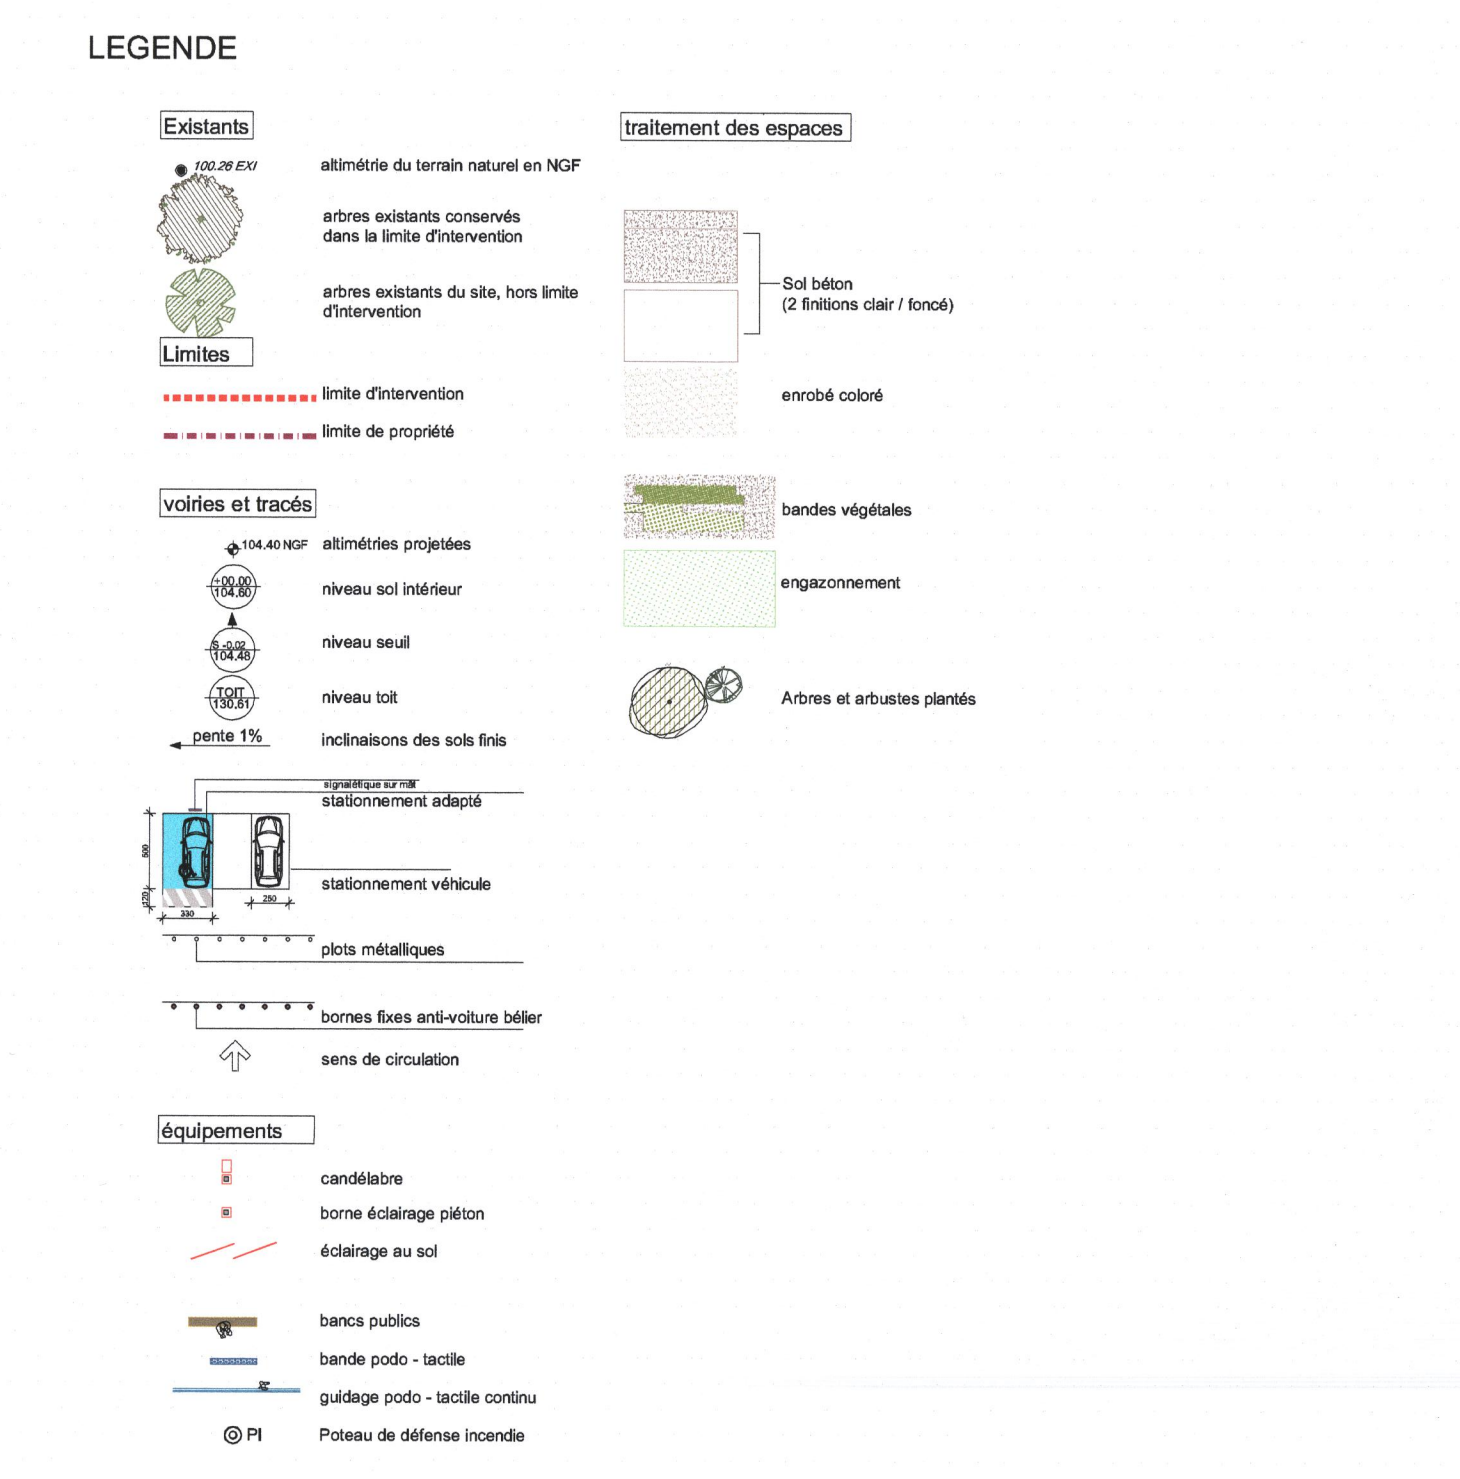 LEGENDE
Existants
100.26 EXI
altimétrie du terrain naturel en NGF
arbres existants conservés
dans la limite d'intervention
arbres existants du site, hors limite
d'intervention
Limites
limite d'intervention
limite de propriété
voiries et tracés
104.40 NGF
altimétries projetées
+00.00
104.60
niveau sol intérieur
S -0.02
104.48
niveau seuil
TOIT
130.61
niveau toit
pente 1%
inclinaisons des sols finis
signalétique sur mât
stationnement adapté
500
120
330
250
stationnement véhicule
plots métalliques
bornes fixes anti-voiture bélier
sens de circulation
équipements
candélabre
borne éclairage piéton
éclairage au sol
bancs publics
bande podo - tactile
guidage podo - tactile continu
PI
Poteau de défense incendie
traitement des espaces
Sol béton
(2 finitions clair / foncé)
enrobé coloré
bandes végétales
engazonnement
Arbres et arbustes plantés